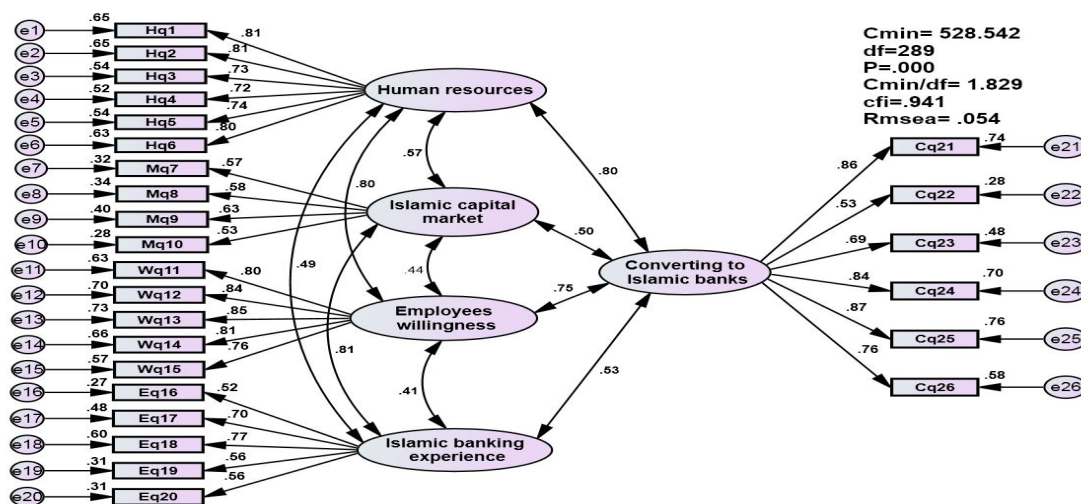 Cmin= 528.542
df=289
P=.000
Cmin/df= 1.829
cfi=.941
Rmsea= .054
e1 .65 Hq1 .81
e2 .65 Hq2 .81
e3 .54 Hq3 .73
e4 .52 Hq4 .72
e5 .54 Hq5 .74
e6 .63 Hq6 .80
e7 .32 Mq7 .57
e8 .34 Mq8 .58
e9 .40 Mq9 .63
e10 .28 Mq10 .53
e11 .63 Wq11 .80
e12 .70 Wq12 .84
e13 .73 Wq13 .85
e14 .66 Wq14 .81
e15 .57 Wq15 .76
e16 .27 Eq16 .52
e17 .48 Eq17 .70
e18 .60 Eq18 .77
e19 .31 Eq19 .56
e20 .31 Eq20 .56
Human resources
Islamic capital
market
Employees
willingness
Islamic banking
experience
.57
.80
.49
.44
.81
.41
.80
.50
.75
.53
Converting to
Islamic banks
.86 Cq21 .74 e21
.53 Cq22 .28 e22
.69 Cq23 .48 e23
.84 Cq24 .70 e24
.87 Cq25 .76 e25
.76 Cq26 .58 e26